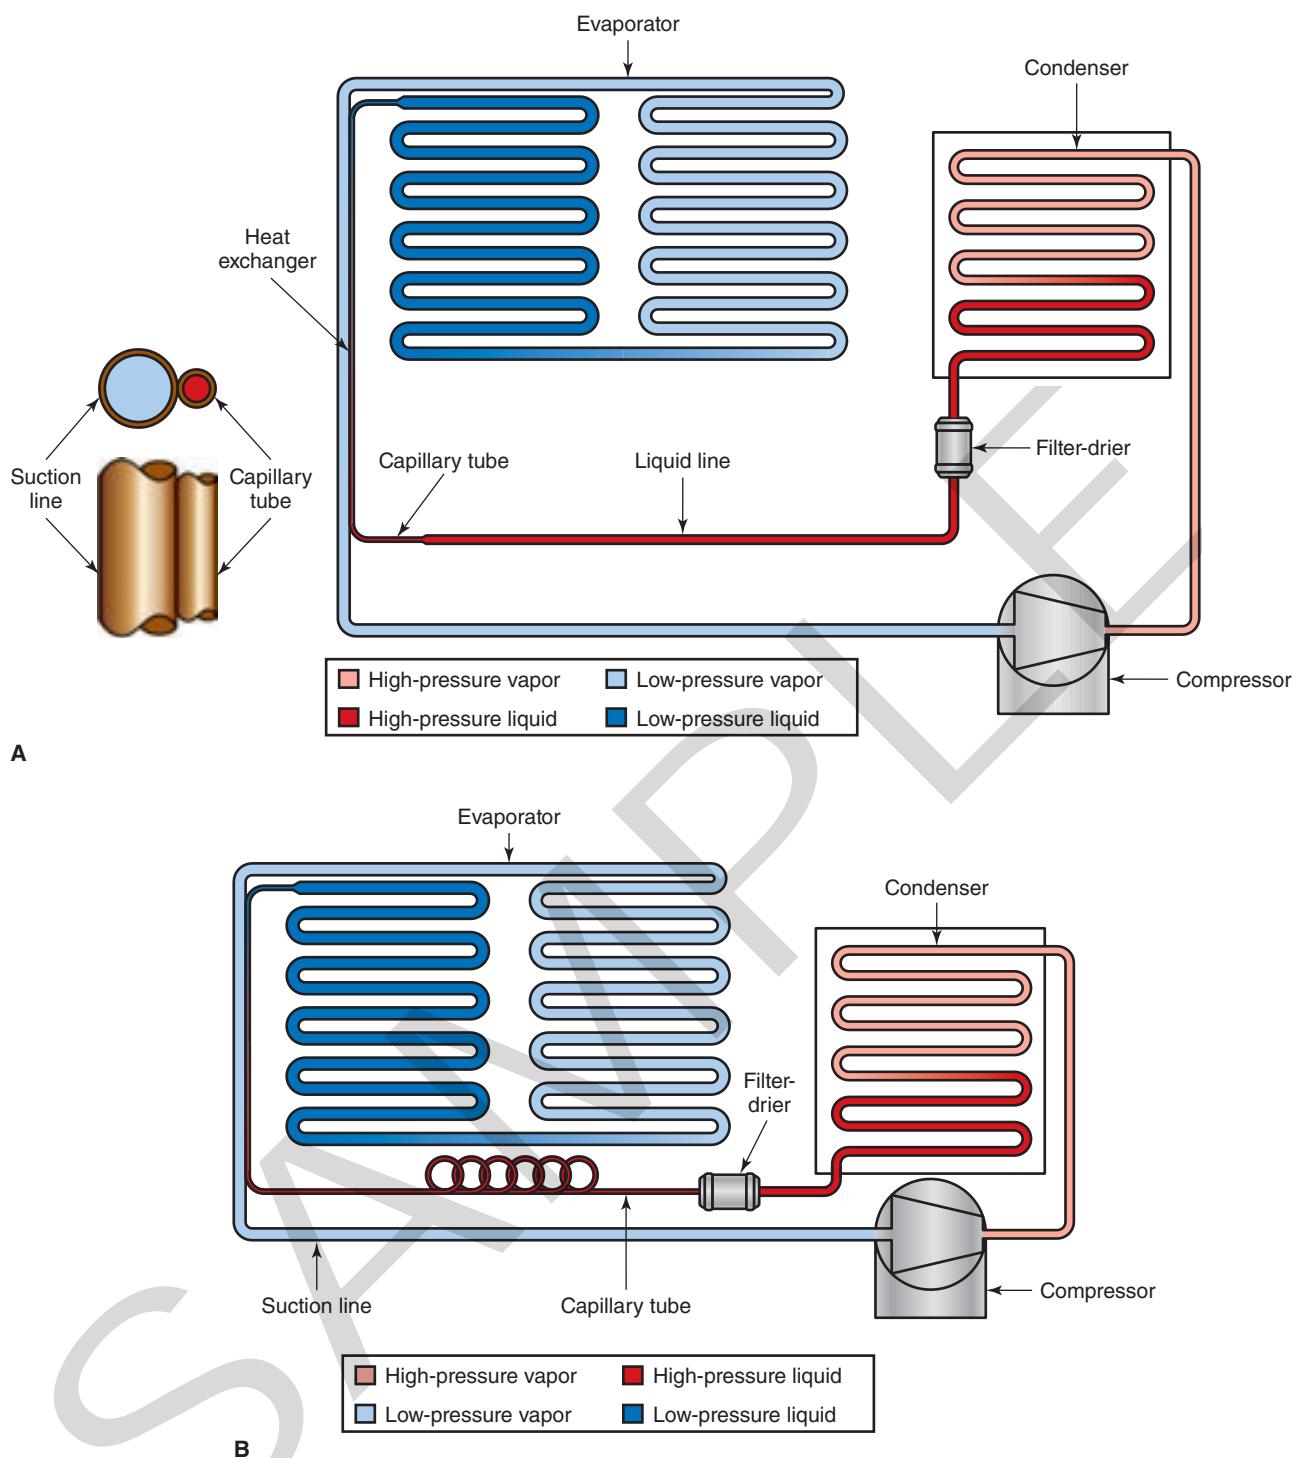 Evaporator
Condenser
Heat
exchanger
Suction
line
Capillary
tube
Capillary tube
Liquid line
Filter-drier
Compressor
High-pressure vapor
Low-pressure vapor
High-pressure liquid
Low-pressure liquid
A
Evaporator
Condenser
Filter-
drier
Suction line
Capillary tube
Compressor
High-pressure vapor
High-pressure liquid
Low-pressure vapor
Low-pressure liquid
B
SAMPLE